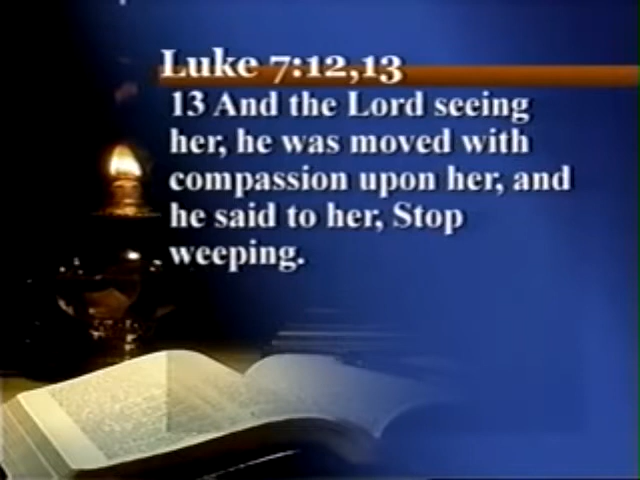 Luke 7:12,13
13 And the Lord seeing
her, he was moved with
compassion upon her, and
he said to her, Stop
weeping.